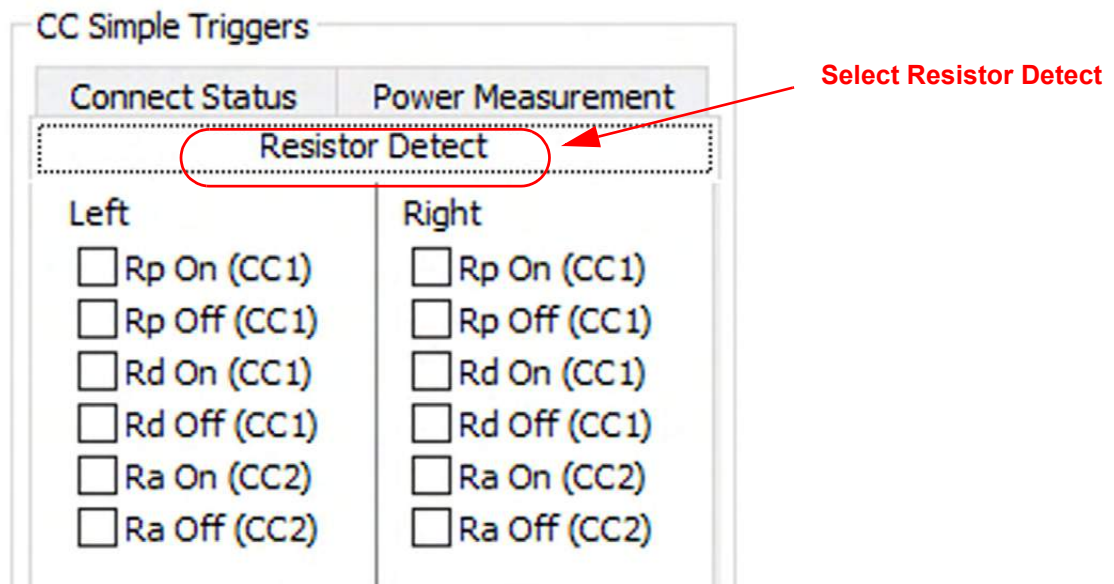 CC Simple Triggers
Select Resistor Detect
Connect Status Power Measurement
Resistor Detect
Left Right
Rp On (CC1) Rp On (CC1)
Rp Off (CC1) Rp Off (CC1)
Rd On (CC1) Rd On (CC1)
Rd Off (CC1) Rd Off (CC1)
Ra On (CC2) Ra On (CC2)
Ra Off (CC2) Ra Off (CC2)